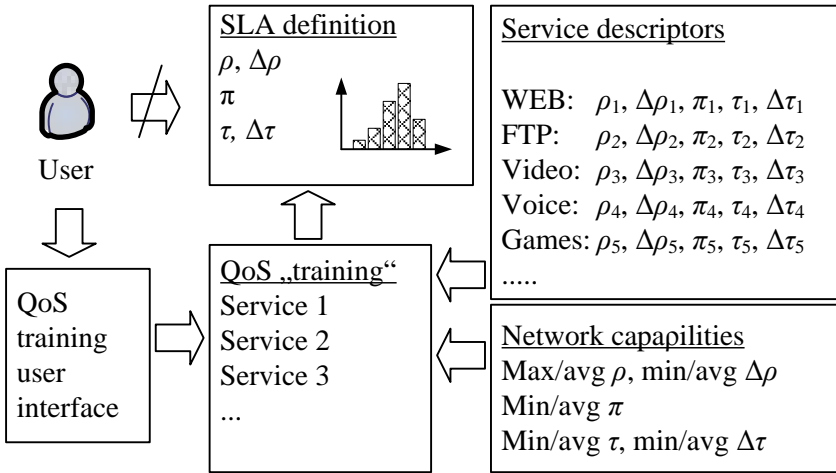 User
SLA definition
ρ, Δρ
π
τ, Δτ
Service descriptors
WEB: ρ₁, Δρ₁, π₁, τ₁, Δτ₁
FTP: ρ₂, Δρ₂, π₂, τ₂, Δτ₂
Video: ρ₃, Δρ₃, π₃, τ₃, Δτ₃
Voice: ρ₄, Δρ₄, π₄, τ₄, Δτ₄
Games: ρ₅, Δρ₅, π₅, τ₅, Δτ₅
.....
QoS
training
user
interface
QoS „training“
Service 1
Service 2
Service 3
...
Network capaρilities
Max/avg ρ, min/avg Δρ
Min/avg π
Min/avg τ, min/avg Δτ